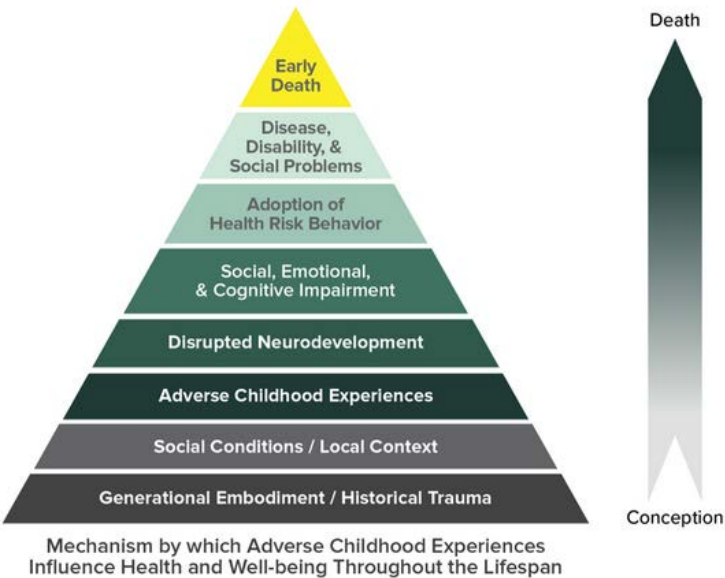 Death
Early
Death
Disease,
Disability, &
Social Problems
Adoption of
Health Risk Behavior
Social, Emotional,
& Cognitive Impairment
Disrupted Neurodevelopment
Adverse Childhood Experiences
Social Conditions / Local Context
Generational Embodiment / Historical Trauma
Conception
Mechanism by which Adverse Childhood Experiences
Influence Health and Well-being Throughout the Lifespan